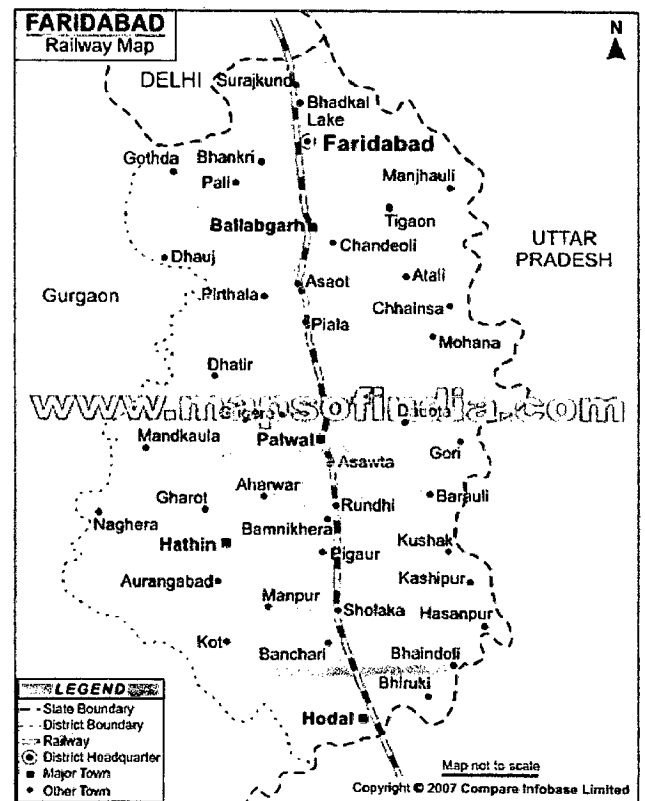 FARIDABAD
Railway Map
N
DELHI
Surajkund
Bhadkal
Lake
Faridabad
Gothda
Bhankri
Pali
Manjhauli
Tigaon
Ballabgarh
Chandeoli
UTTAR
PRADESH
Dhauj
Asaot
Atali
Gurgaon
Pirthala
Chhainsa
Piala
Mohana
Dhatir
www.mapsofindia.com
Mandkaula
Palwal
Gori
Asawta
Aharwar
Gharot
Rundhi
Barauli
Naghera
Bamnikhera
Hathin
Kushak
Pigaur
Aurangabad
Kashipur
Manpur
Sholaka
Hasanpur
Kot
Banchari
Bhaindoli
Bhiruki
Hodal
LEGEND
State Boundary
District Boundary
Railway
District Headquarter
Major Town
Other Town
Map not to scale
Copyright © 2007 Compare Infobase Limited